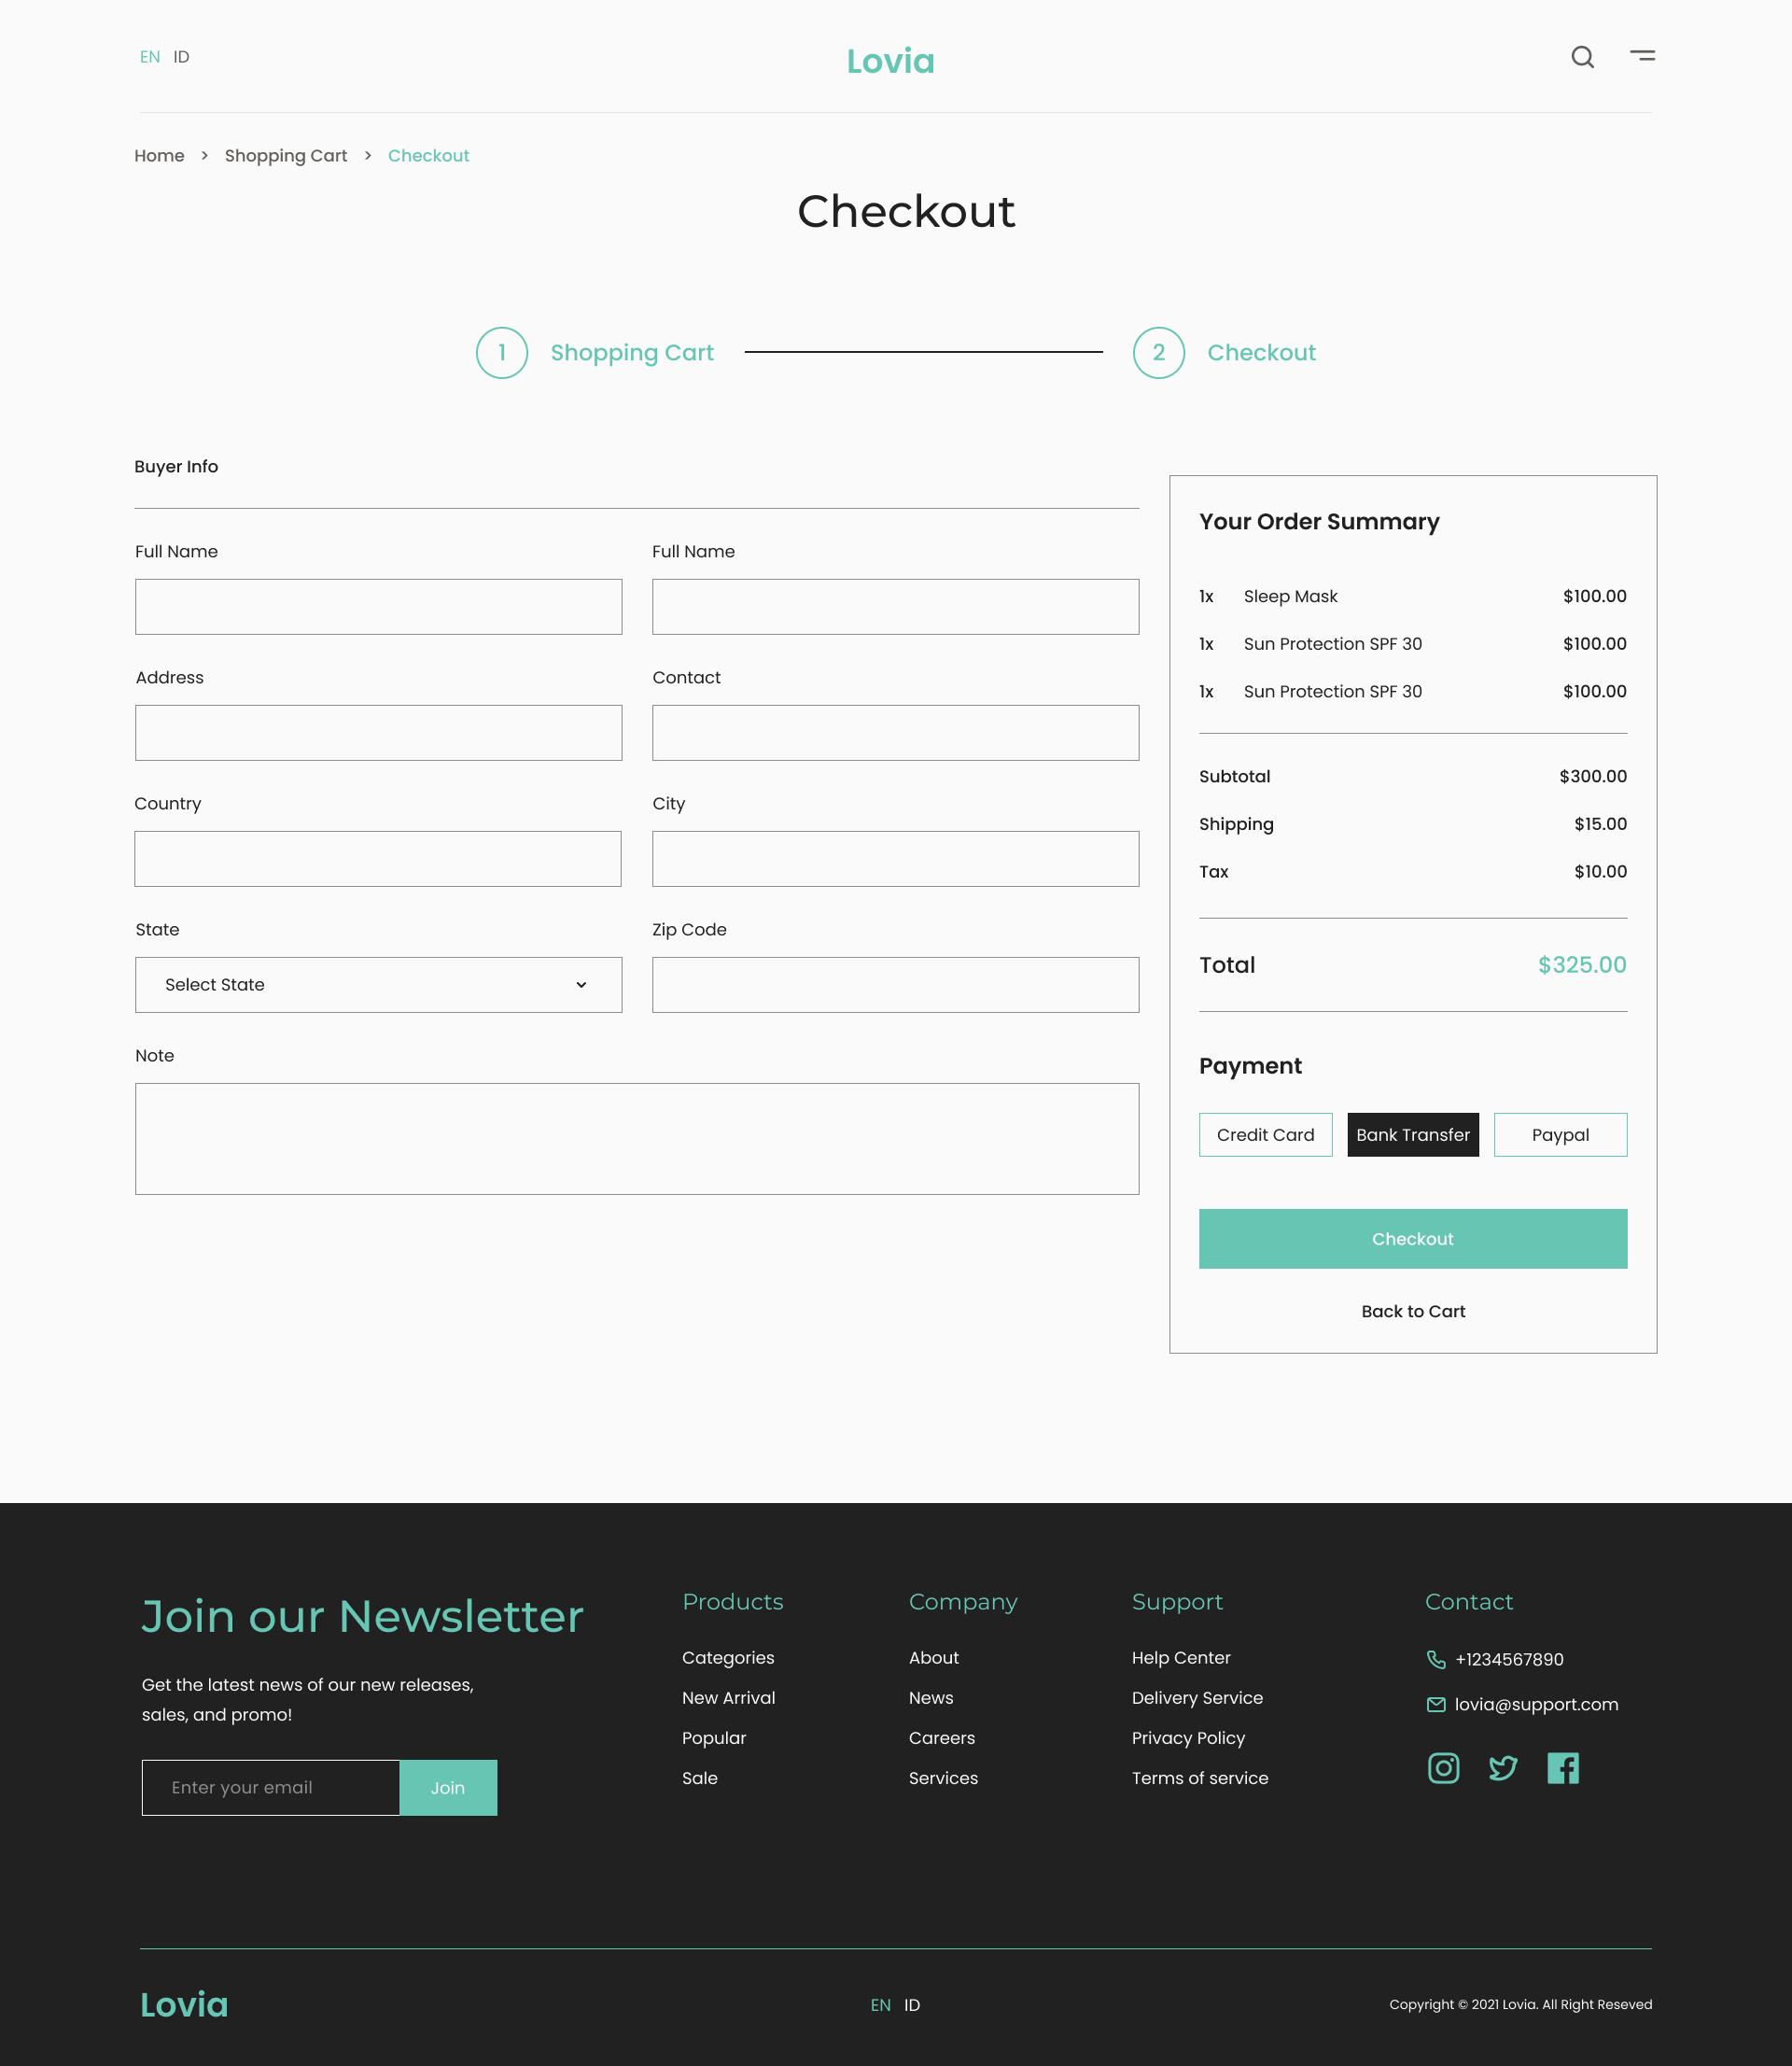 EN ID
Lovia
Home > Shopping Cart > Checkout
Checkout
1 Shopping Cart
2 Checkout
Buyer Info
Full Name
Full Name
Address
Contact
Country
City
State
Zip Code
Select State
Note
Your Order Summary
1x Sleep Mask $100.00
1x Sun Protection SPF 30 $100.00
1x Sun Protection SPF 30 $100.00
Subtotal $300.00
Shipping $15.00
Tax $10.00
Total $325.00
Payment
Credit Card
Bank Transfer
Paypal
Checkout
Back to Cart
Join our Newsletter
Get the latest news of our new releases,
sales, and promo!
Enter your email
Join
Products
Categories
New Arrival
Popular
Sale
Company
About
News
Careers
Services
Support
Help Center
Delivery Service
Privacy Policy
Terms of service
Contact
+1234567890
lovia@support.com
Lovia
EN ID
Copyright © 2021 Lovia. All Right Reseved